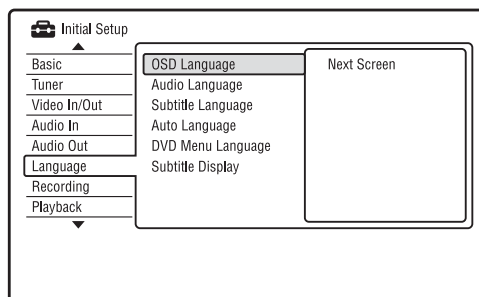 Initial Setup
Basic
Tuner
Video In/Out
Audio In
Audio Out
Language
Recording
Playback
OSD Language
Audio Language
Subtitle Language
Auto Language
DVD Menu Language
Subtitle Display
Next Screen